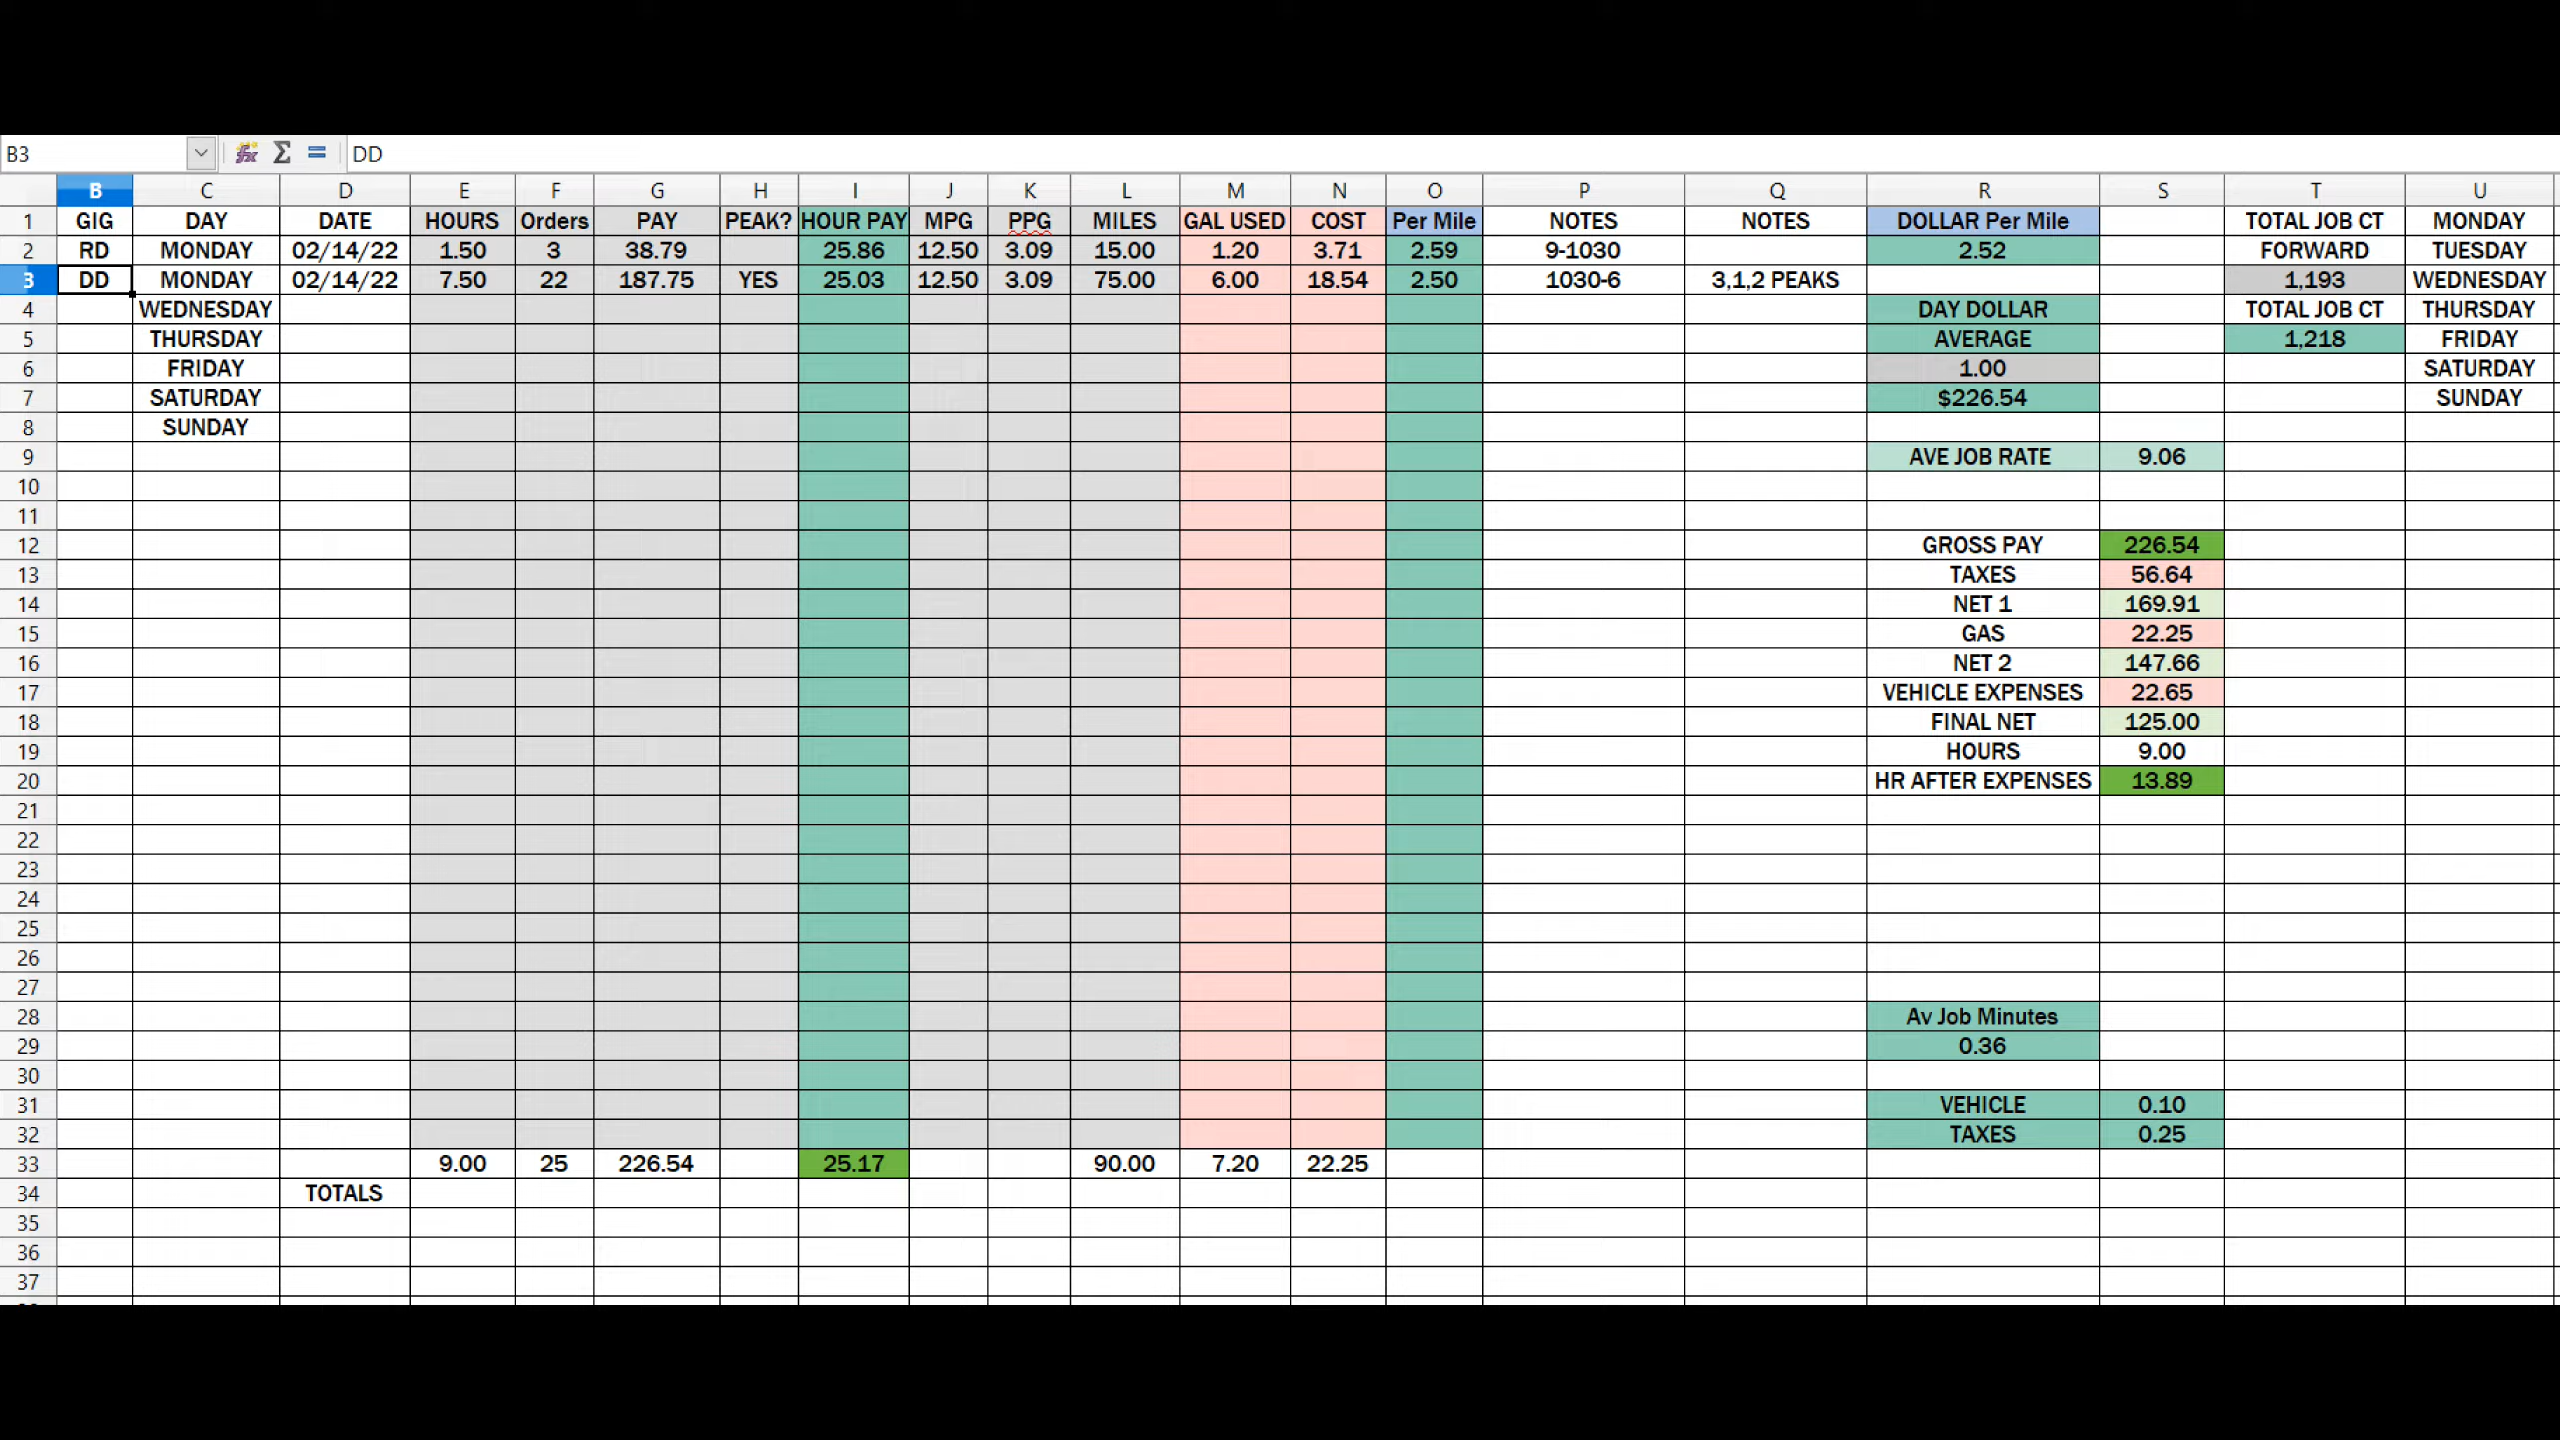 B3 DD
B C D E F G H I J K L M N O P Q R S T U
1 GIG DAY DATE HOURS Orders PAY PEAK? HOUR PAY MPG PPG MILES GAL USED COST Per Mile NOTES NOTES DOLLAR Per Mile TOTAL JOB CT MONDAY
2 RD MONDAY 02/14/22 1.50 3 38.79 25.86 12.50 3.09 15.00 1.20 3.71 2.59 9-1030 2.52 FORWARD TUESDAY
3 DD MONDAY 02/14/22 7.50 22 187.75 YES 25.03 12.50 3.09 75.00 6.00 18.54 2.50 1030-6 3,1,2 PEAKS 1,193 WEDNESDAY
4 WEDNESDAY DAY DOLLAR TOTAL JOB CT THURSDAY
5 THURSDAY AVERAGE 1,218 FRIDAY
6 FRIDAY 1.00 SATURDAY
7 SATURDAY $226.54 SUNDAY
8 SUNDAY
9 AVE JOB RATE 9.06
10
11
12 GROSS PAY 226.54
13 TAXES 56.64
14 NET 1 169.91
15 GAS 22.25
16 NET 2 147.66
17 VEHICLE EXPENSES 22.65
18 FINAL NET 125.00
19 HOURS 9.00
20 HR AFTER EXPENSES 13.89
21
22
23
24
25
26
27
28 Av Job Minutes
29 0.36
30
31 VEHICLE 0.10
32 TAXES 0.25
33 9.00 25 226.54 25.17 90.00 7.20 22.25
34 TOTALS
35
36
37